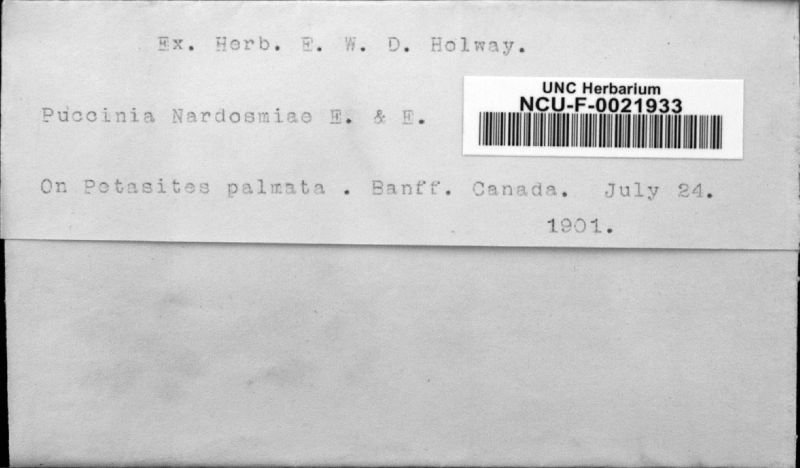 Ex. Herb. E. W. D. Holway.
UNC Herbarium
NCU-F-0021933
Puccinia Nardosmiae E. & E.
On Petasites palmata . Banff. Canada. July 24.
1901.